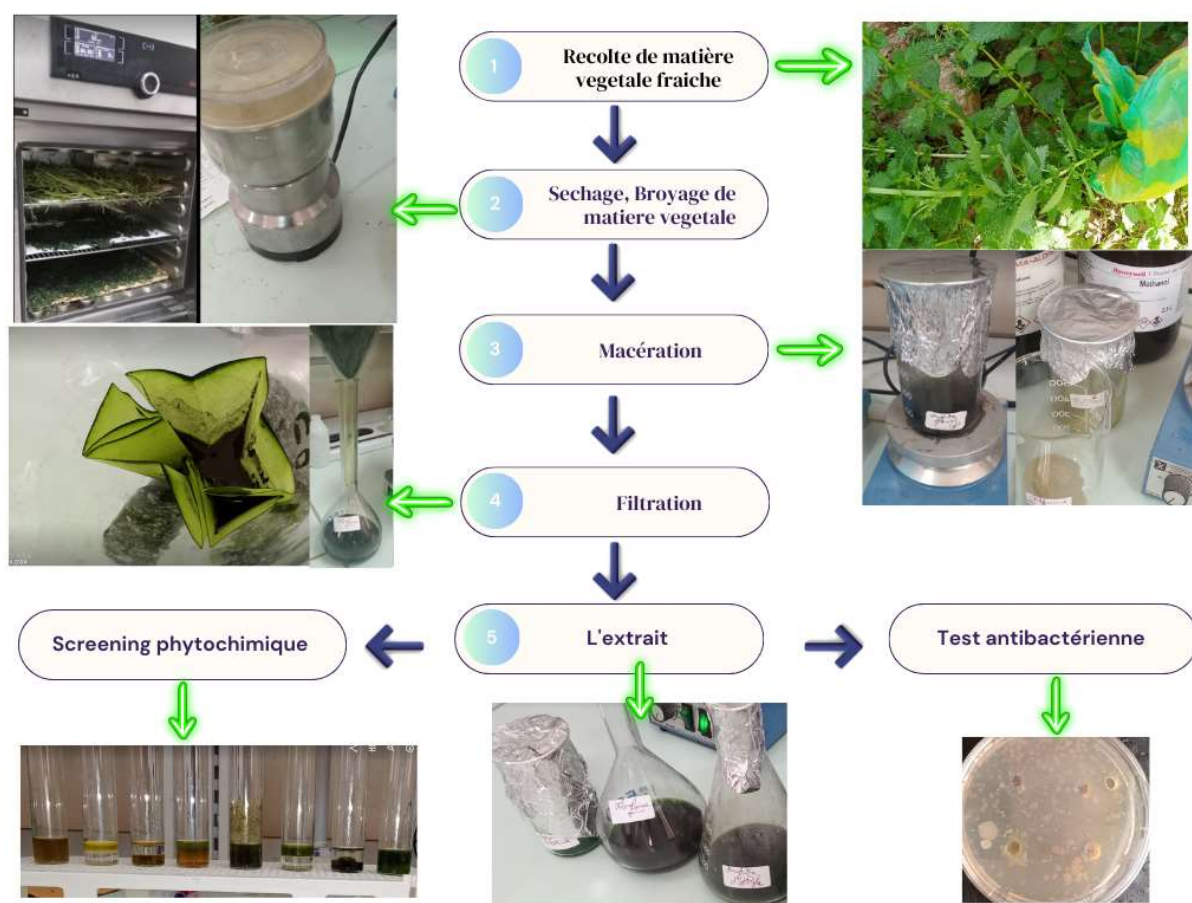 1
Recolte de matière
vegetale fraiche
2
Sechage, Broyage de
matiere vegetale
3
Macération
Methanol
4
Filtration
5
L'extrait
Screening phytochimique
Test antibactérienne